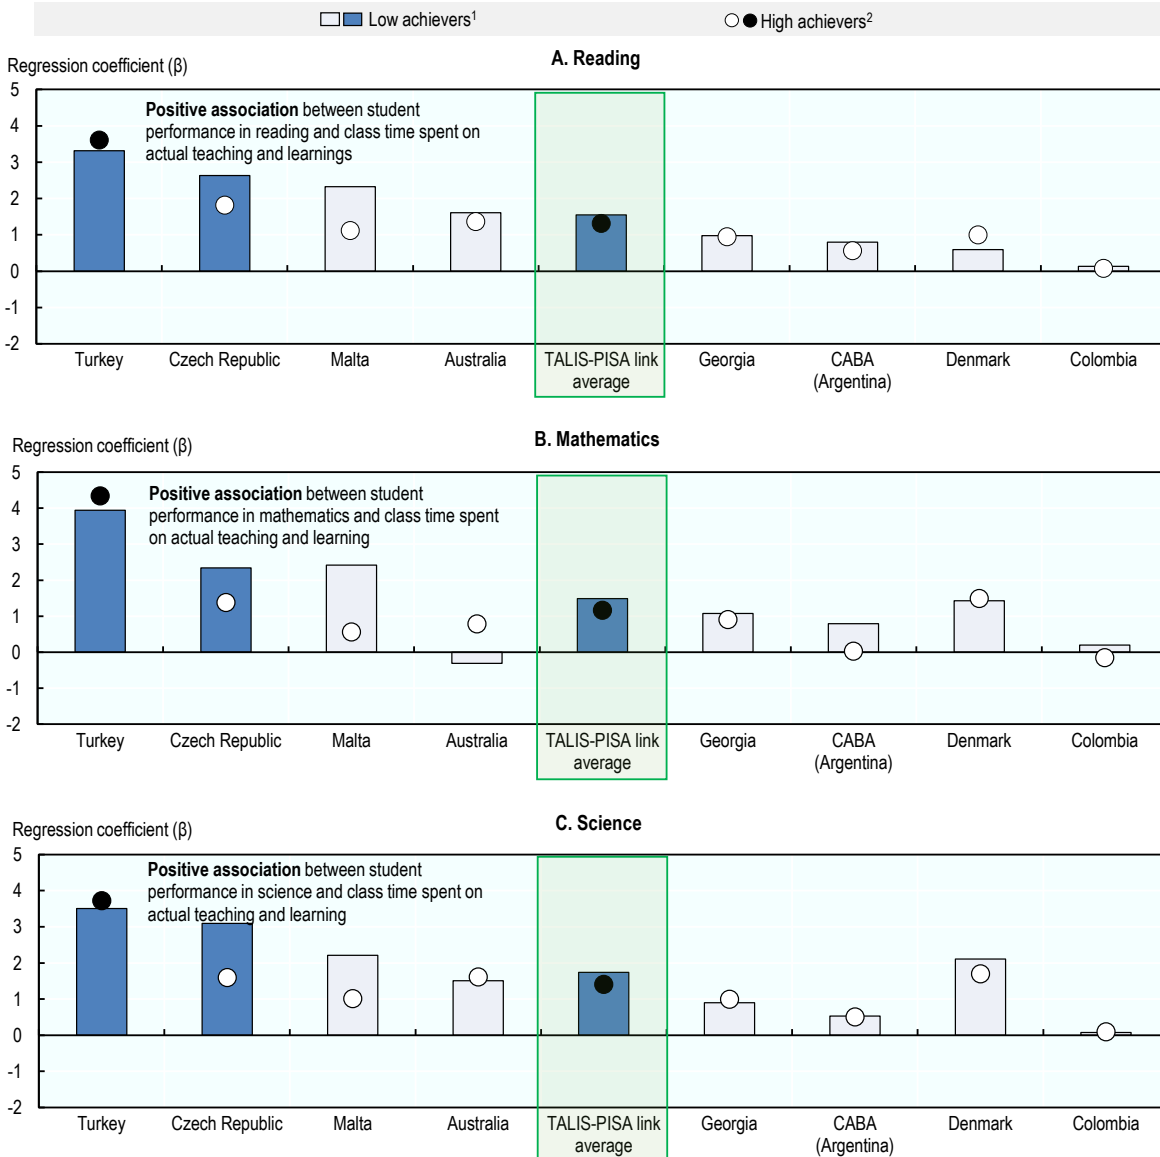 Low achievers¹ High achievers²
A. Reading
Regression coefficient (β)
5
4
3
2
1
0
-1
-2
Positive association between student
performance in reading and class time spent on
actual teaching and learnings
Turkey Czech Republic Malta Australia TALIS-PISA link Georgia CABA Denmark Colombia
average (Argentina)
B. Mathematics
Regression coefficient (β)
5
4
3
2
1
0
-1
-2
Positive association between student
performance in mathematics and class time spent
on actual teaching and learning
Turkey Czech Republic Malta Australia TALIS-PISA link Georgia CABA Denmark Colombia
average (Argentina)
C. Science
Regression coefficient (β)
5
4
3
2
1
0
-1
-2
Positive association between student
performance in science and class time spent on
actual teaching and learning
Turkey Czech Republic Malta Australia TALIS-PISA link Georgia CABA Denmark Colombia
average (Argentina)